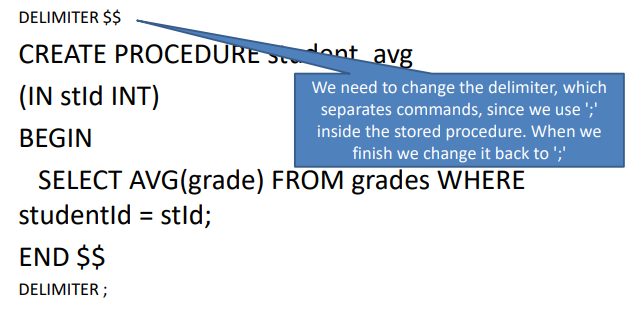 DELIMITER $$
CREATE PROCEDURE student_avg
(IN stId INT)
BEGIN
SELECT AVG(grade) FROM grades WHERE
studentId = stId;
END $$
DELIMITER ;
We need to change the delimiter, which
separates commands, since we use ';'
inside the stored procedure. When we
finish we change it back to ';'